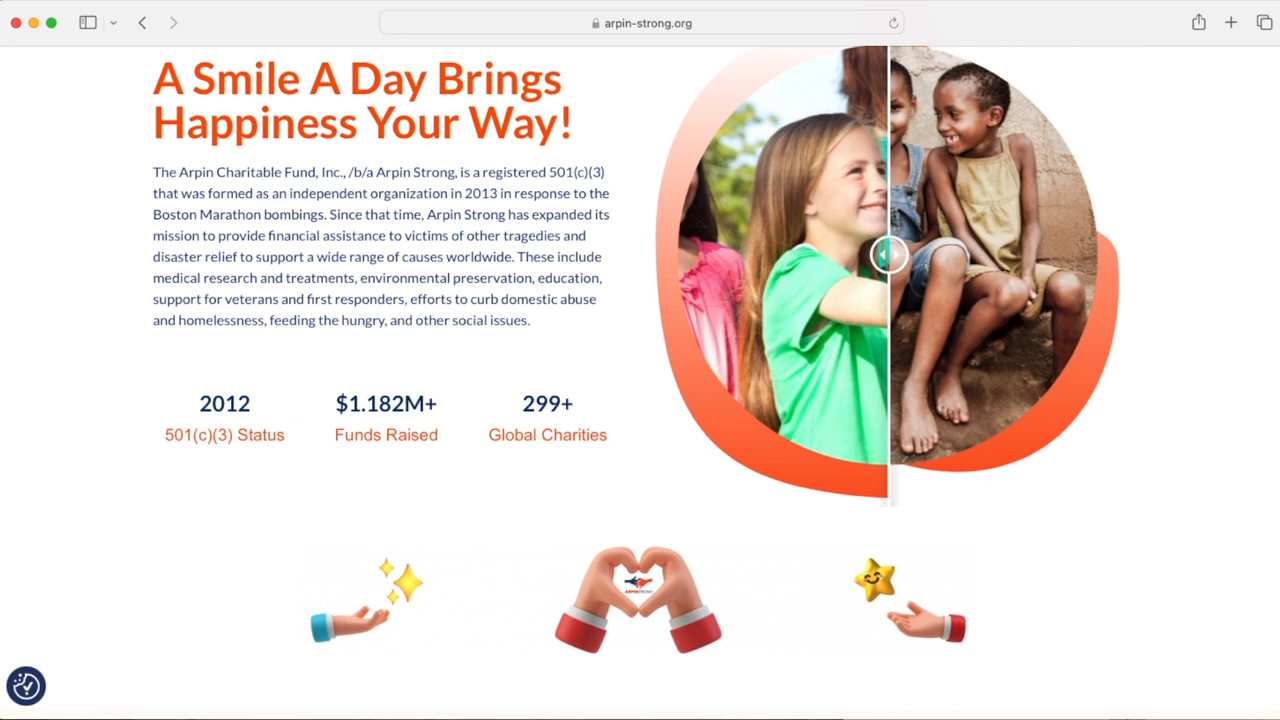 arpin-strong.org
A Smile A Day Brings
Happiness Your Way!
The Arpin Charitable Fund, Inc., /b/a Arpin Strong, is a registered 501(c)(3)
that was formed as an independent organization in 2013 in response to the
Boston Marathon bombings. Since that time, Arpin Strong has expanded its
mission to provide financial assistance to victims of other tragedies and
disaster relief to support a wide range of causes worldwide. These include
medical research and treatments, environmental preservation, education,
support for veterans and first responders, efforts to curb domestic abuse
and homelessness, feeding the hungry, and other social issues.
2012 $1.182M+ 299+
501(c)(3) Status Funds Raised Global Charities
ARPINSTRONG